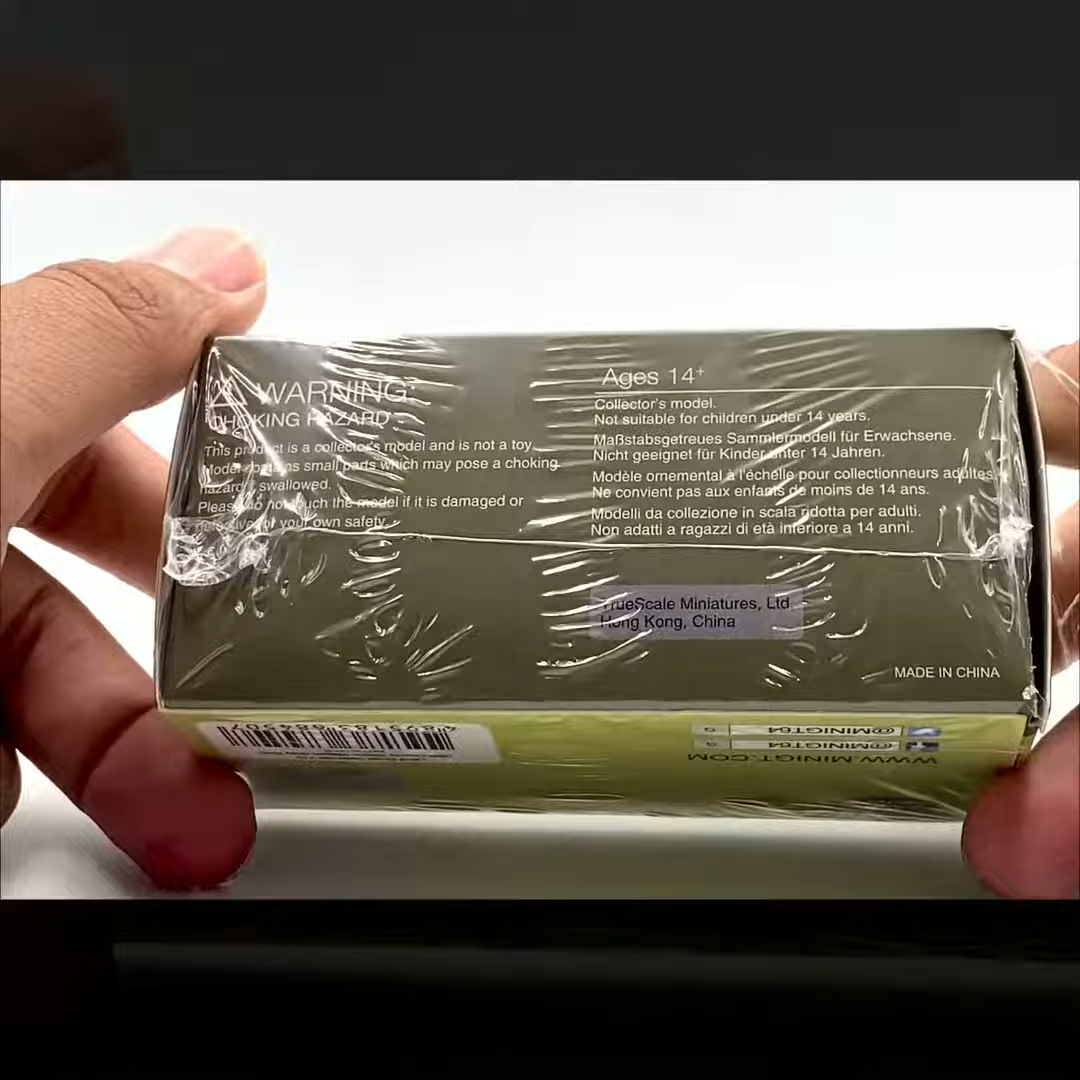 WARNING:
CHOKING HAZARD
This product is a collector's model and is not a toy.
Model contains small parts which may pose a choking
hazard if swallowed.
Please do not touch the model if it is damaged or
defective for your own safety.
Ages 14+
Collector's model.
Not suitable for children under 14 years.
Maßstabsgetreues Sammlermodell für Erwachsene.
Nicht geeignet für Kinder unter 14 Jahren.
Modèle ornemental à l'échelle pour collectionneurs adultes.
Ne convient pas aux enfants de moins de 14 ans.
Modelli da collezione in scala ridotta per adulti.
Non adatti a ragazzi di età inferiore a 14 anni.
TrueScale Miniatures, Ltd
Hong Kong, China
MADE IN CHINA
@MINIGT64
@MINIGT64
WWW.MINIGT.COM